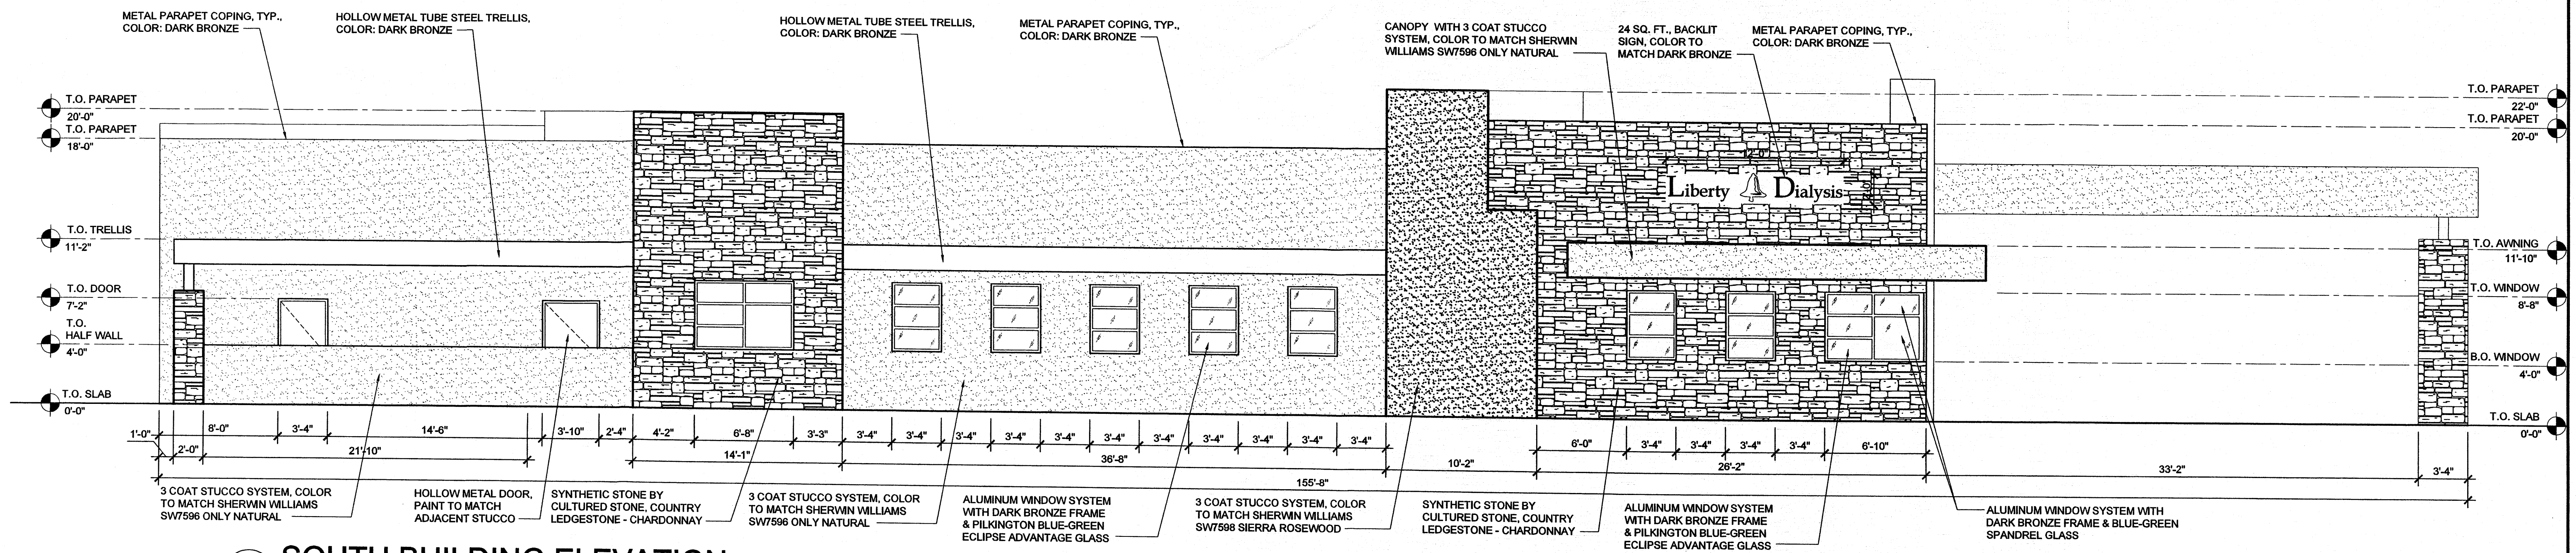 METAL PARAPET COPING, TYP.,
COLOR: DARK BRONZE
HOLLOW METAL TUBE STEEL TRELLIS,
COLOR: DARK BRONZE
HOLLOW METAL TUBE STEEL TRELLIS,
COLOR: DARK BRONZE
METAL PARAPET COPING, TYP.,
COLOR: DARK BRONZE
CANOPY WITH 3 COAT STUCCO
SYSTEM, COLOR TO MATCH SHERWIN
WILLIAMS SW7596 ONLY NATURAL
24 SQ. FT., BACKLIT
SIGN, COLOR TO
MATCH DARK BRONZE
METAL PARAPET COPING, TYP.,
COLOR: DARK BRONZE
T.O. PARAPET
20'-0"
T.O. PARAPET
18'-0"
T.O. TRELLIS
11'-2"
T.O. DOOR
7'-2"
T.O.
HALF WALL
4'-0"
T.O. SLAB
0'-0"
12'-0"
Liberty Dialysis
T.O. PARAPET
22'-0"
T.O. PARAPET
20'-0"
T.O. AWNING
11'-10"
T.O. WINDOW
8'-8"
B.O. WINDOW
4'-0"
T.O. SLAB
0'-0"
1'-0" 8'-0" 3'-4" 14'-6" 3'-10" 2'-4" 4'-2" 6'-8" 3'-3" 3'-4" 3'-4" 3'-4" 3'-4" 3'-4" 3'-4" 3'-4" 3'-4" 3'-4" 3'-4" 3'-4" 6'-0" 3'-4" 3'-4" 3'-4" 3'-4" 6'-10"
2'-0" 21'-10" 14'-1" 36'-8" 10'-2" 26'-2" 33'-2" 3'-4"
155'-8"
3 COAT STUCCO SYSTEM, COLOR
TO MATCH SHERWIN WILLIAMS
SW7596 ONLY NATURAL
HOLLOW METAL DOOR,
PAINT TO MATCH
ADJACENT STUCCO
SYNTHETIC STONE BY
CULTURED STONE, COUNTRY
LEDGESTONE - CHARDONNAY
3 COAT STUCCO SYSTEM, COLOR
TO MATCH SHERWIN WILLIAMS
SW7596 ONLY NATURAL
ALUMINUM WINDOW SYSTEM
WITH DARK BRONZE FRAME
& PILKINGTON BLUE-GREEN
ECLIPSE ADVANTAGE GLASS
3 COAT STUCCO SYSTEM, COLOR
TO MATCH SHERWIN WILLIAMS
SW7598 SIERRA ROSEWOOD
SYNTHETIC STONE BY
CULTURED STONE, COUNTRY
LEDGESTONE - CHARDONNAY
ALUMINUM WINDOW SYSTEM
WITH DARK BRONZE FRAME
& PILKINGTON BLUE-GREEN
ECLIPSE ADVANTAGE GLASS
ALUMINUM WINDOW SYSTEM WITH
DARK BRONZE FRAME & BLUE-GREEN
SPANDREL GLASS
SOUTH BUILDING ELEVATION